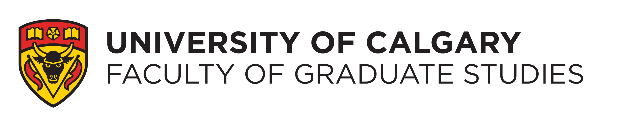 UNIVERSITY OF CALGARY
FACULTY OF GRADUATE STUDIES